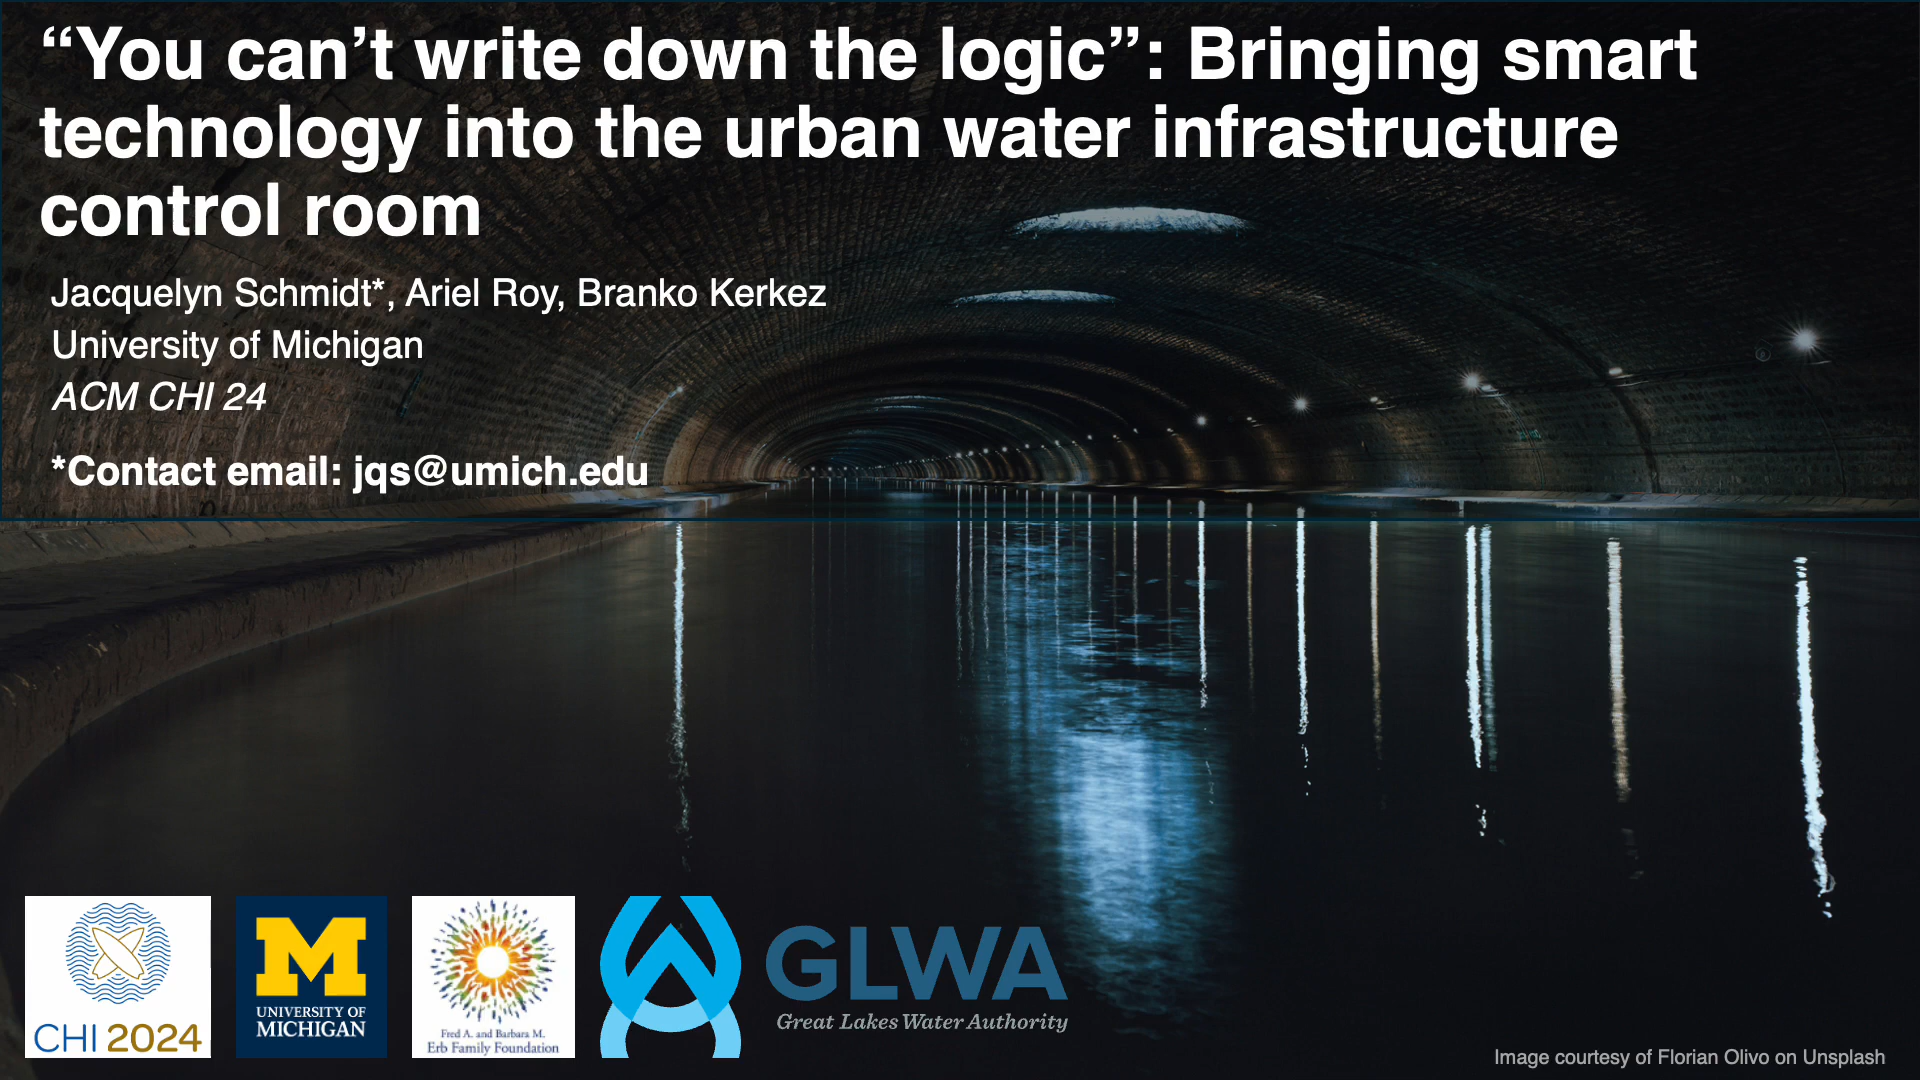 “You can’t write down the logic”: Bringing smart
technology into the urban water infrastructure
control room
Jacquelyn Schmidt*, Ariel Roy, Branko Kerkez
University of Michigan
ACM CHI 24
*Contact email: jqs@umich.edu
CHI 2024
M
UNIVERSITY OF
MICHIGAN
Fred A. and Barbara M.
Erb Family Foundation
GLWA
Great Lakes Water Authority
Image courtesy of Florian Olivo on Unsplash